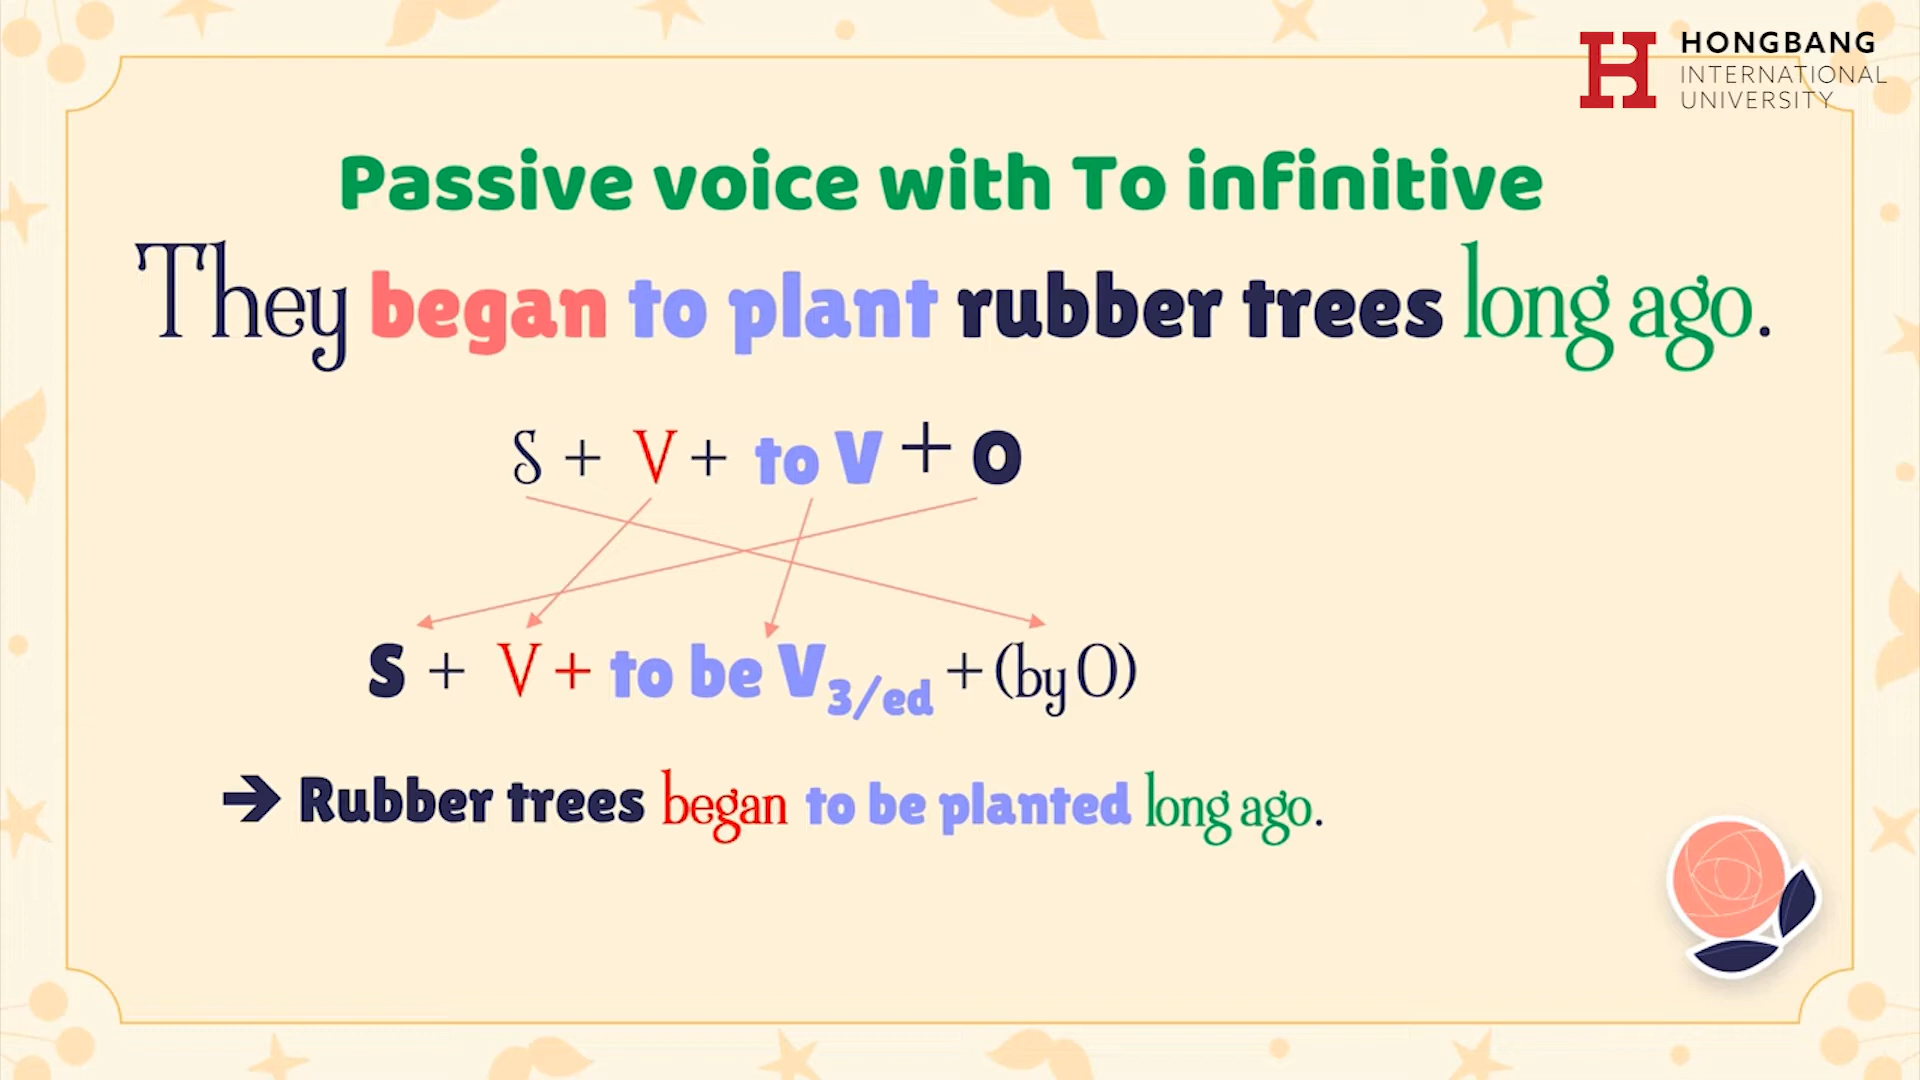 HONGBANG
INTERNATIONAL
UNIVERSITY
Passive voice with To infinitive
They began to plant rubber trees long ago.
S + V + to V + O
S + V + to be V3/ed + (by O)
➔ Rubber trees began to be planted long ago.